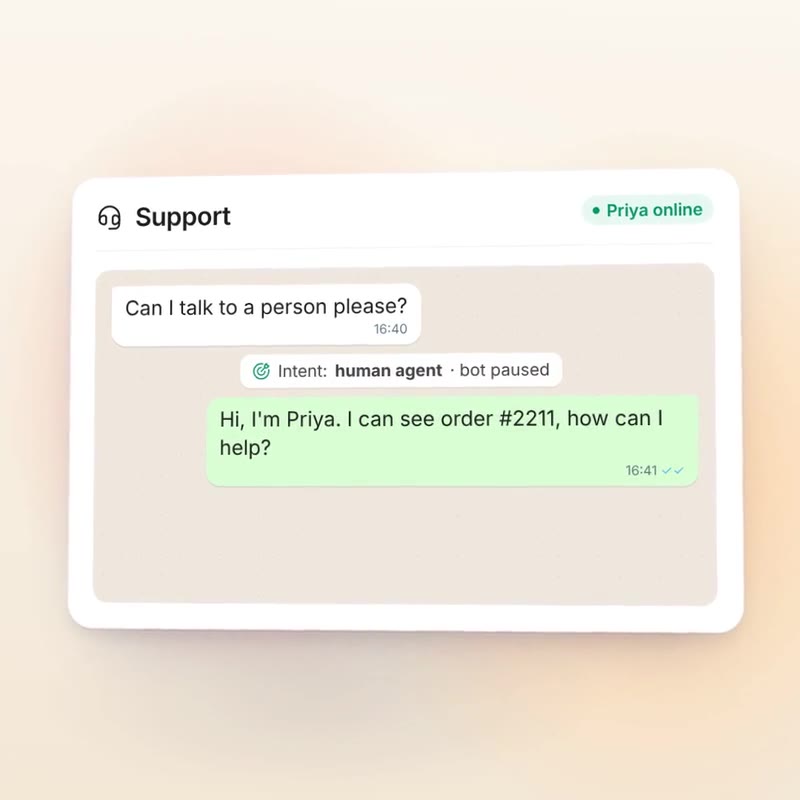 Support
Priya online
Can I talk to a person please?
16:40
Intent: human agent · bot paused
Hi, I'm Priya. I can see order #2211, how can I
help?
16:41